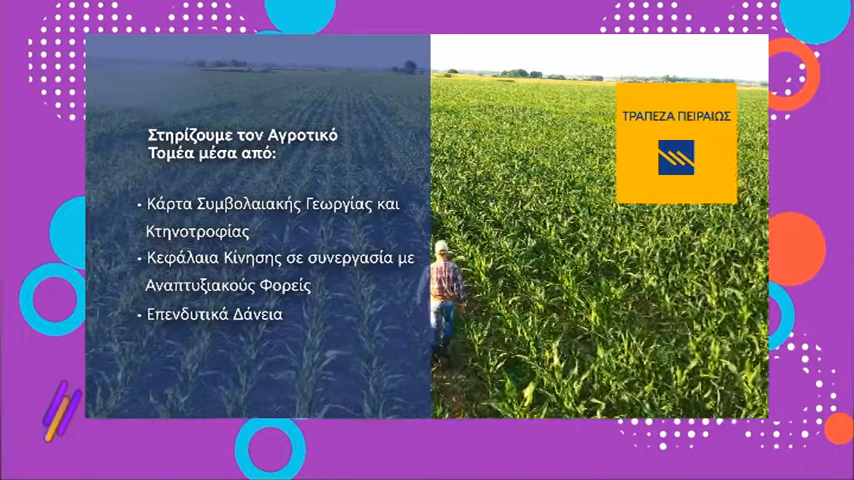 Στηρίζουμε τον Αγροτικό
Τομέα μέσα από:
• Κάρτα Συμβολαιακής Γεωργίας και
Κτηνοτροφίας
• Κεφάλαια Κίνησης σε συνεργασία με
Αναπτυξιακούς Φορείς
• Επενδυτικά Δάνεια
ΤΡΑΠΕΖΑ ΠΕΙΡΑΙΩΣ